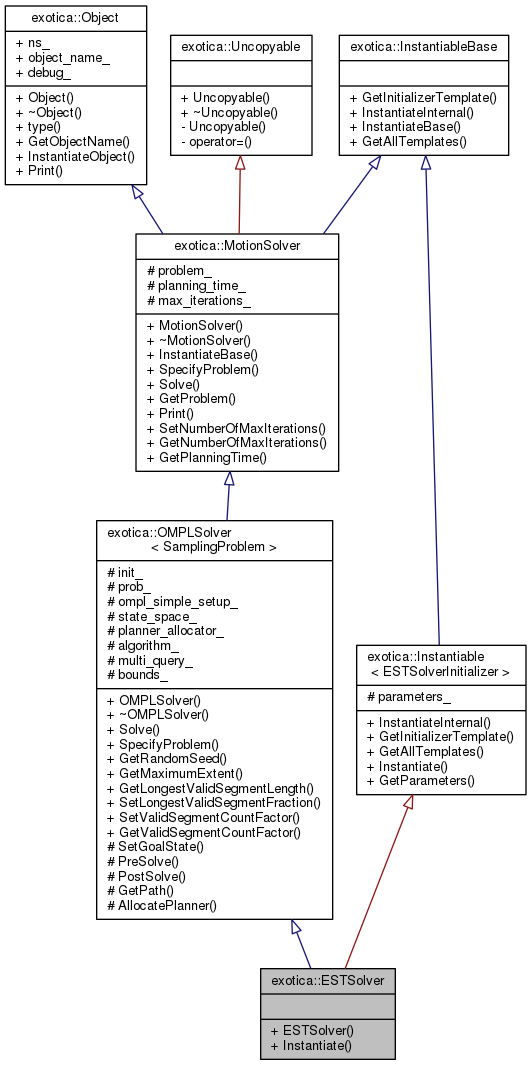 exotica::Object
+ ns_
+ object_name_
+ debug_
+ Object()
+ ~Object()
+ type()
+ GetObjectName()
+ InstantiateObject()
+ Print()
exotica::Uncopyable
+ Uncopyable()
+ ~Uncopyable()
- Uncopyable()
- operator=()
exotica::InstantiableBase
+ GetInitializerTemplate()
+ InstantiateInternal()
+ InstantiateBase()
+ GetAllTemplates()
exotica::MotionSolver
# problem_
# planning_time_
# max_iterations_
+ MotionSolver()
+ ~MotionSolver()
+ InstantiateBase()
+ SpecifyProblem()
+ Solve()
+ GetProblem()
+ Print()
+ SetNumberOfMaxIterations()
+ GetNumberOfMaxIterations()
+ GetPlanningTime()
exotica::OMPLSolver
< SamplingProblem >
# init_
# prob_
# ompl_simple_setup_
# state_space_
# planner_allocator_
# algorithm_
# multi_query_
# bounds_
+ OMPLSolver()
+ ~OMPLSolver()
+ Solve()
+ SpecifyProblem()
+ GetRandomSeed()
+ GetMaximumExtent()
+ GetLongestValidSegmentLength()
+ SetLongestValidSegmentFraction()
+ SetValidSegmentCountFactor()
+ GetValidSegmentCountFactor()
# SetGoalState()
# PreSolve()
# PostSolve()
# GetPath()
# AllocatePlanner()
exotica::Instantiable
< ESTSolverInitializer >
# parameters_
+ InstantiateInternal()
+ GetInitializerTemplate()
+ GetAllTemplates()
+ Instantiate()
+ GetParameters()
exotica::ESTSolver
+ ESTSolver()
+ Instantiate()